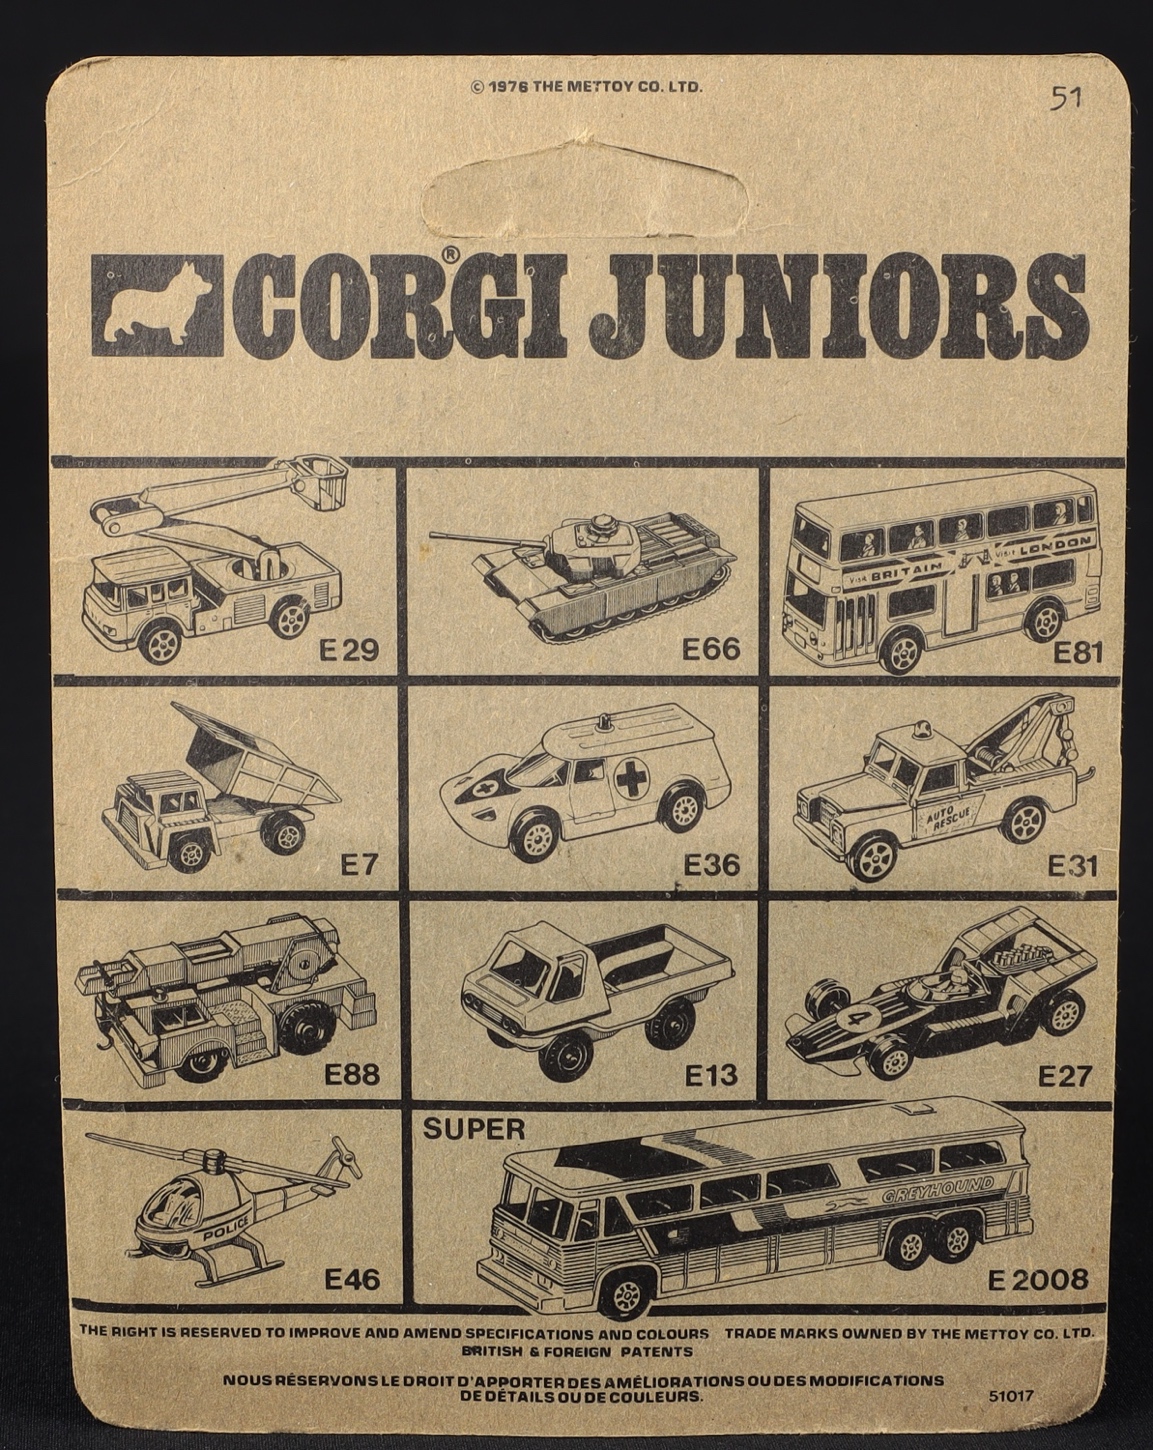 © 1976 THE METTOY CO. LTD.
51
CORGI® JUNIORS
E29
E66
VISIT BRITAIN VISIT LONDON
E81
E7
E36
AUTO
RESCUE
E31
E88
E13
4
E27
POLICE
E46
SUPER
GREYHOUND
E 2008
THE RIGHT IS RESERVED TO IMPROVE AND AMEND SPECIFICATIONS AND COLOURS TRADE MARKS OWNED BY THE METTOY CO. LTD.
BRITISH & FOREIGN PATENTS
NOUS RÉSERVONS LE DROIT D'APPORTER DES AMÉLIORATIONS OU DES MODIFICATIONS
DE DÉTAILS OU DE COULEURS.
51017